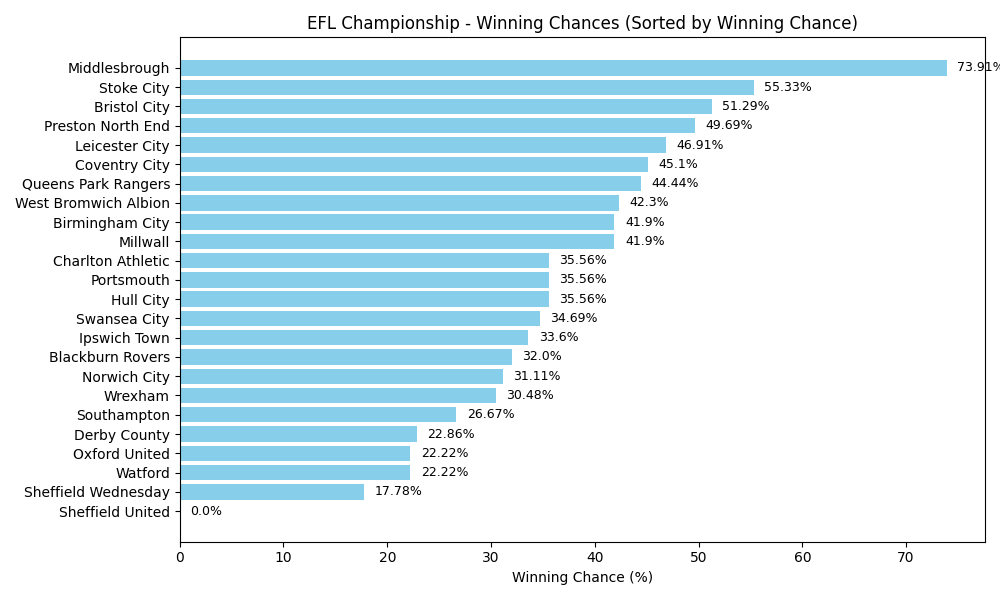 EFL Championship - Winning Chances (Sorted by Winning Chance)
Middlesbrough 73.91%
Stoke City 55.33%
Bristol City 51.29%
Preston North End 49.69%
Leicester City 46.91%
Coventry City 45.1%
Queens Park Rangers 44.44%
West Bromwich Albion 42.3%
Birmingham City 41.9%
Millwall 41.9%
Charlton Athletic 35.56%
Portsmouth 35.56%
Hull City 35.56%
Swansea City 34.69%
Ipswich Town 33.6%
Blackburn Rovers 32.0%
Norwich City 31.11%
Wrexham 30.48%
Southampton 26.67%
Derby County 22.86%
Oxford United 22.22%
Watford 22.22%
Sheffield Wednesday 17.78%
Sheffield United 0.0%
0 10 20 30 40 50 60 70
Winning Chance (%)